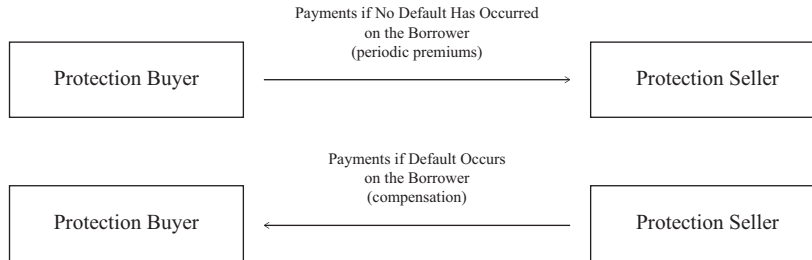 Payments if No Default Has Occurred
on the Borrower
(periodic premiums)
Protection Buyer
Protection Seller
Payments if Default Occurs
on the Borrower
(compensation)
Protection Buyer
Protection Seller